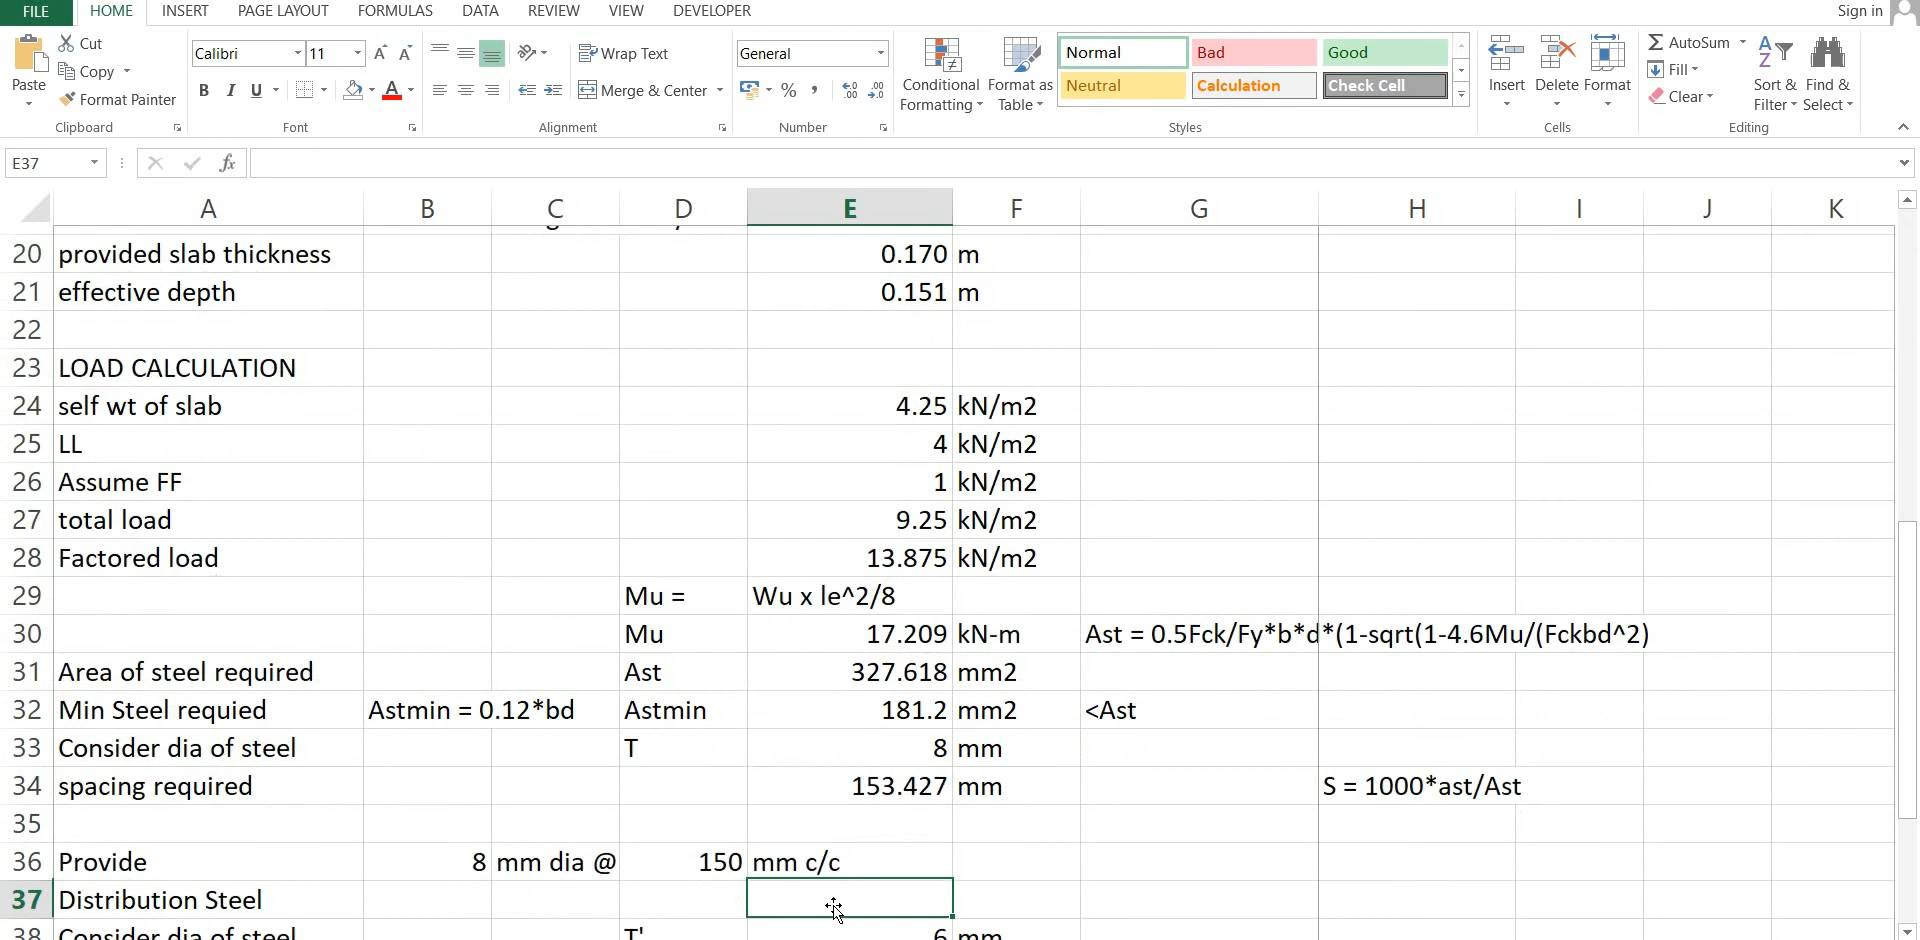 FILE HOME INSERT PAGE LAYOUT FORMULAS DATA REVIEW VIEW DEVELOPER Sign in
Paste
Cut
Copy
Format Painter
Clipboard
Calibri 11
B I U
Font
Wrap Text
Merge & Center
Alignment
General
%
Number
Conditional Formatting
Format as Table
Normal Bad Good
Neutral Calculation Check Cell
Styles
Insert Delete Format
Cells
AutoSum
Fill
Clear
Sort & Filter
Find & Select
Editing
E37 fx
A B C D E F G H I J K
20 provided slab thickness 0.170 m
21 effective depth 0.151 m
22
23 LOAD CALCULATION
24 self wt of slab 4.25 kN/m2
25 LL 4 kN/m2
26 Assume FF 1 kN/m2
27 total load 9.25 kN/m2
28 Factored load 13.875 kN/m2
29 Mu = Wu x le^2/8
30 Mu 17.209 kN-m Ast = 0.5Fck/Fy*b*d*(1-sqrt(1-4.6Mu/(Fckbd^2)
31 Area of steel required Ast 327.618 mm2
32 Min Steel requied Astmin = 0.12*bd Astmin 181.2 mm2 <Ast
33 Consider dia of steel T 8 mm
34 spacing required 153.427 mm S = 1000*ast/Ast
35
36 Provide 8 mm dia @ 150 mm c/c
37 Distribution Steel
38 Consider dia of steel T' 6 mm